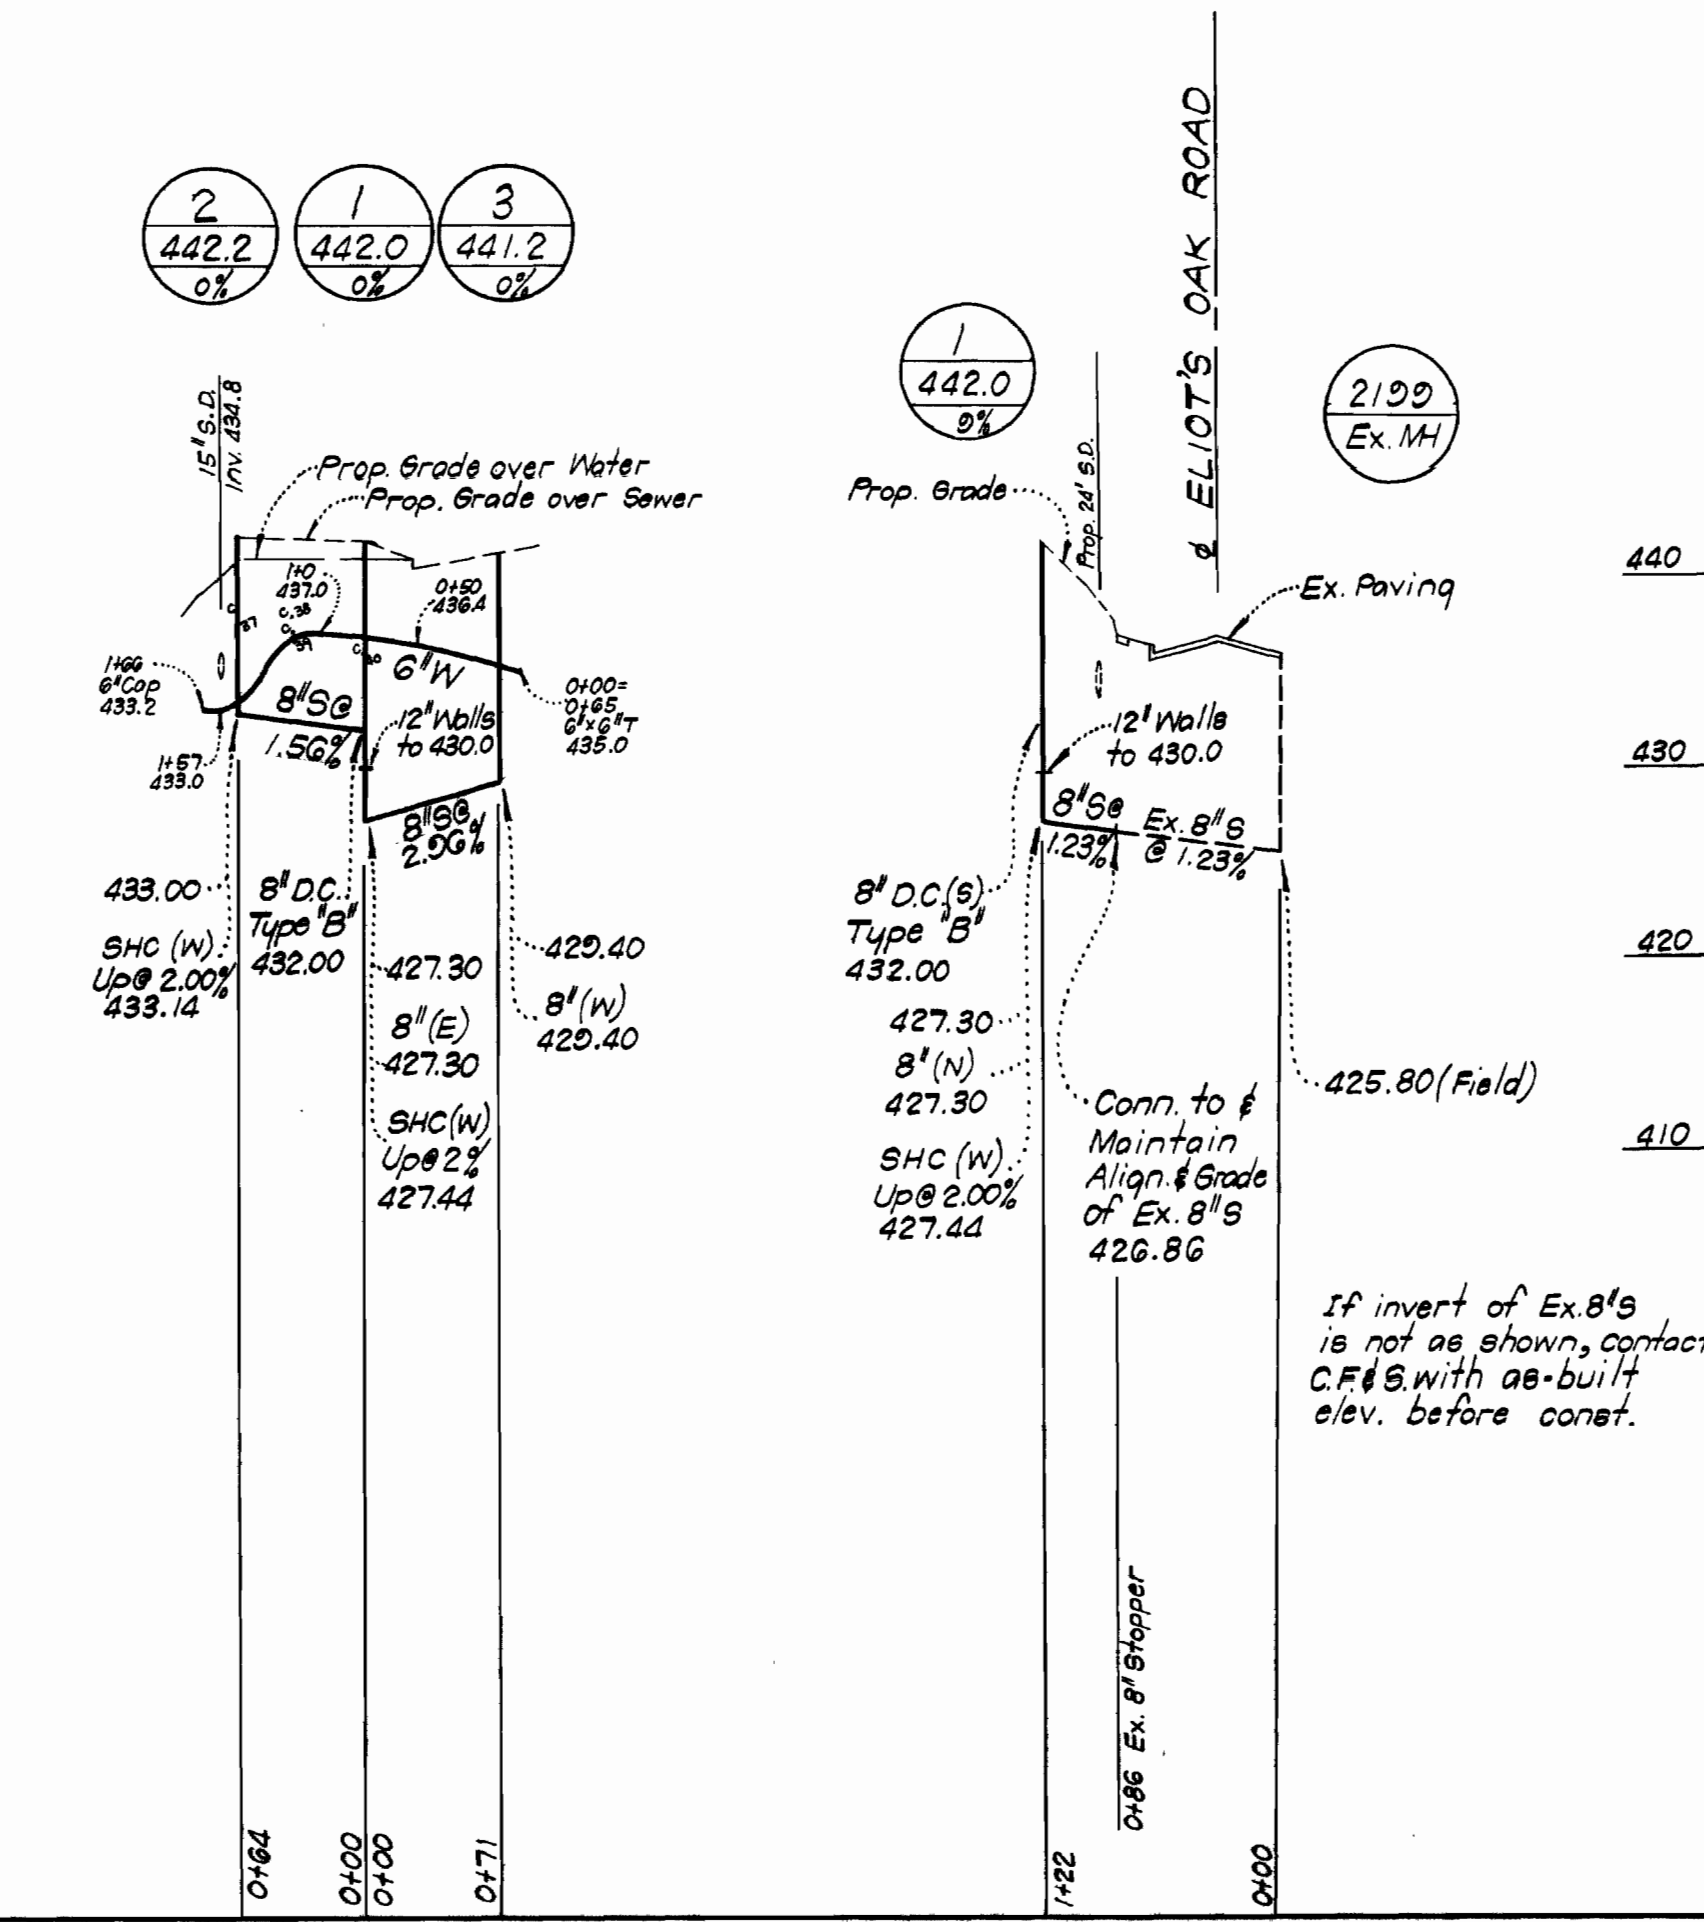 2
442.2
0%
1
442.0
0%
3
441.2
0%
15" S.D.
Inv. 434.8
Prop. Grade over Water
Prop. Grade over Sewer
1+0
437.0
C.38
C.39
0+50
436.4
C
37
C.
6" W
1+66
6" Cap
433.2
8" S@
1.56%
12" Walls
to 430.0
0+00=
0+65
6"x6" T
435.0
1+57
433.0
8" S@
2.96%
433.00
SHC (W)
Up@ 2.00%
433.14
8" D.C.
Type "B"
432.00
427.30
8" (E)
427.30
SHC (W)
Up@ 2%
427.44
429.40
8" (W)
429.40
0+64
0+00
0+00
0+71
1
442.0
9%
Prop. Grade
Prop. 24' S.D.
℄ ELIOT'S OAK ROAD
2199
Ex. MH
Ex. Paving
12" Walls
to 430.0
8" S@
1.23%
Ex. 8" S
@ 1.23%
8" D.C.(S)
Type "B"
432.00
427.30
8" (N)
427.30
SHC (W)
Up@ 2.00%
427.44
Conn. to &
Maintain
Align. & Grade
of Ex. 8" S
426.86
425.80 (Field)
If invert of Ex. 8" S
is not as shown, contact
C.F.& S. with as-built
elev. before const.
0+86 Ex. 8" Stopper
1+22
0+00
440
430
420
410